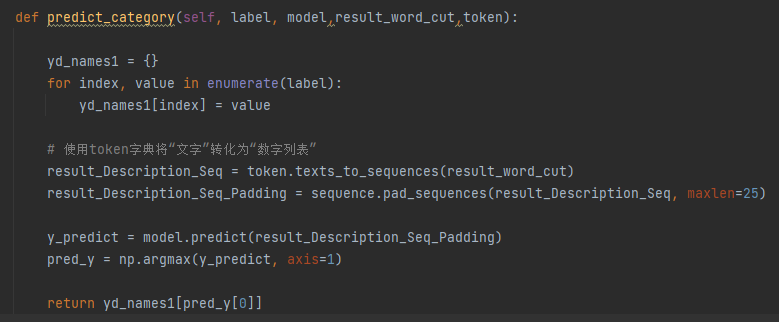 def predict_category(self, label, model,result_word_cut,token):
yd_names1 = {}
for index, value in enumerate(label):
yd_names1[index] = value
# 使用token字典将“文字”转化为“数字列表”
result_Description_Seq = token.texts_to_sequences(result_word_cut)
result_Description_Seq_Padding = sequence.pad_sequences(result_Description_Seq, maxlen=25)
y_predict = model.predict(result_Description_Seq_Padding)
pred_y = np.argmax(y_predict, axis=1)
return yd_names1[pred_y[0]]